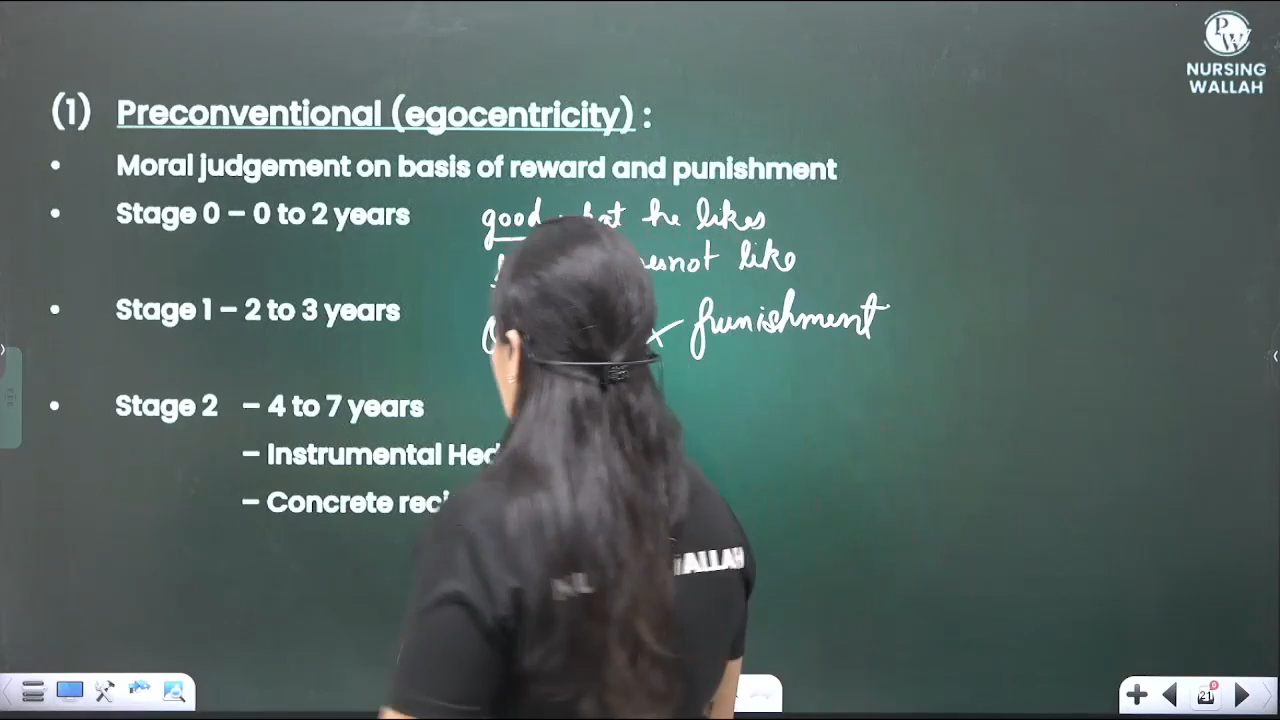 PW
NURSING
WALLAH
(1) Preconventional (egocentricity) :
• Moral judgement on basis of reward and punishment
• Stage 0 – 0 to 2 years good he likes
not like
• Stage 1 – 2 to 3 years x punishment
• Stage 2 – 4 to 7 years
– Instrumental
– Concrete
21